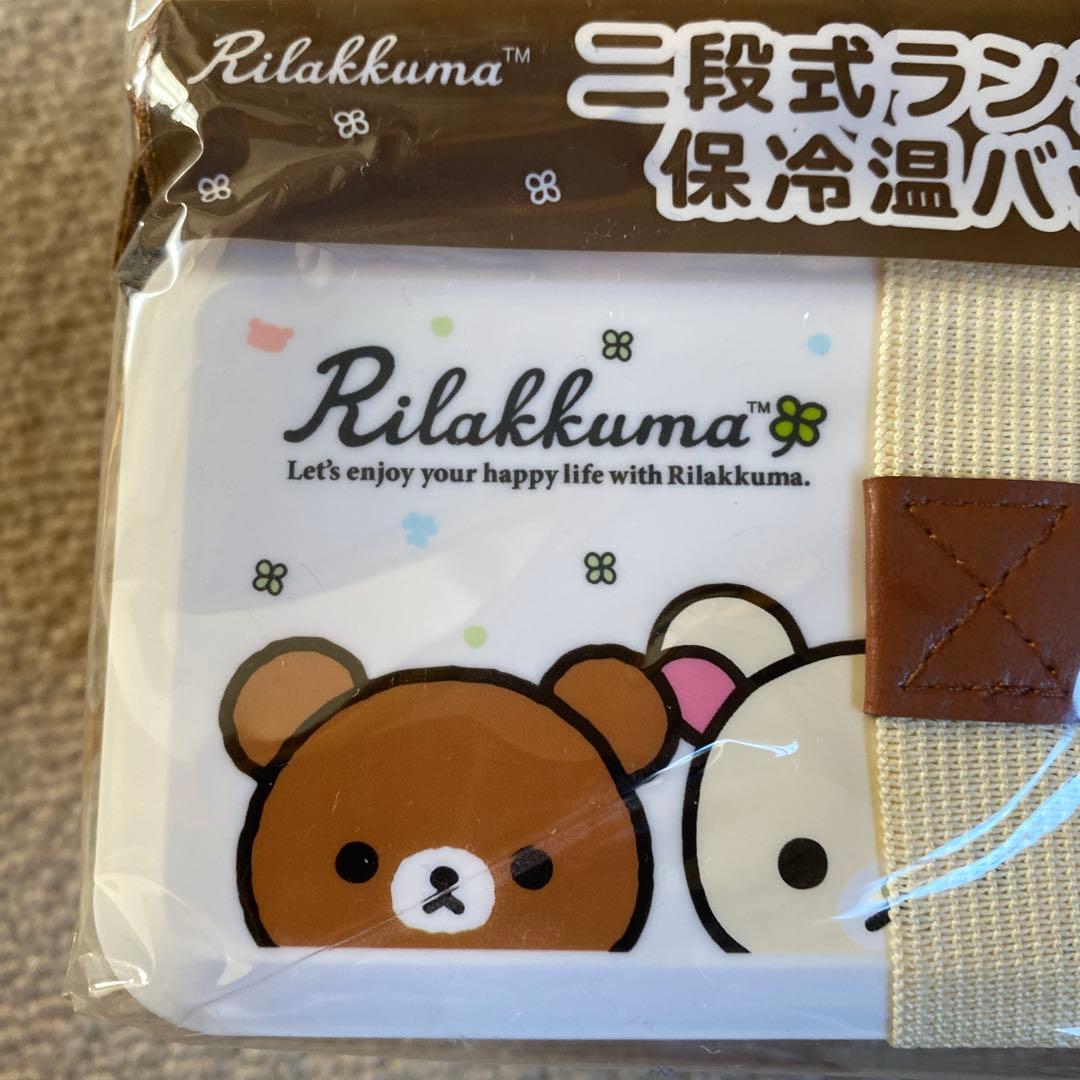 Rilakkuma™
二段式ラン
保冷温バ
Rilakkuma™
Let's enjoy your happy life with Rilakkuma.